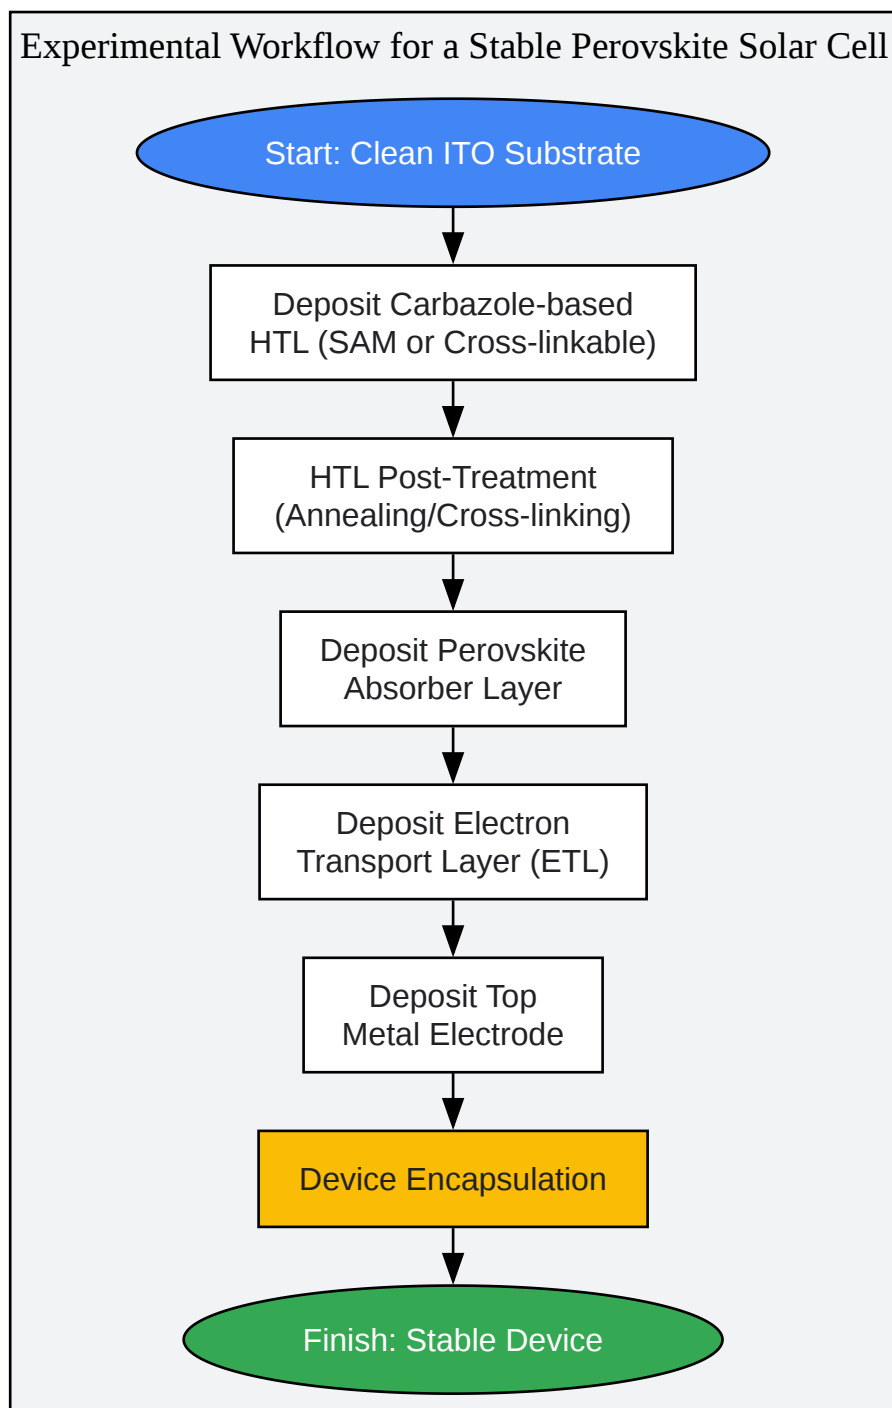 Experimental Workflow for a Stable Perovskite Solar Cell
Start: Clean ITO Substrate
Deposit Carbazole-based
HTL (SAM or Cross-linkable)
HTL Post-Treatment
(Annealing/Cross-linking)
Deposit Perovskite
Absorber Layer
Deposit Electron
Transport Layer (ETL)
Deposit Top
Metal Electrode
Device Encapsulation
Finish: Stable Device